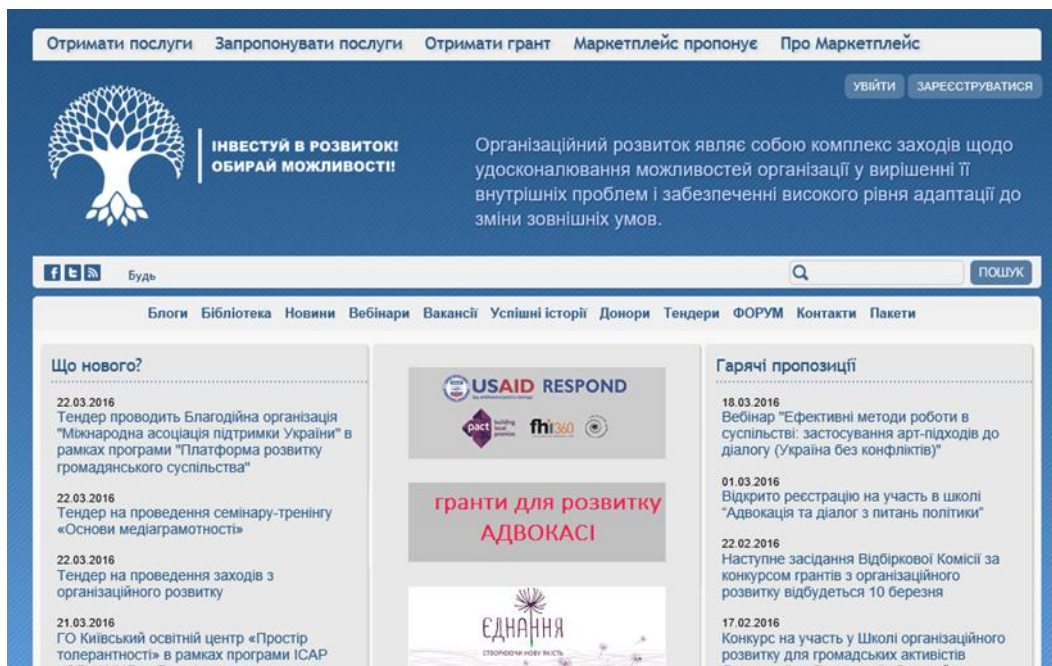 Отримати послуги Запропонувати послуги Отримати грант Маркетплейс пропонує Про Маркетплейс
УВІЙТИ ЗАРЕЄСТРУВАТИСЯ
ІНВЕСТУЙ В РОЗВИТОК!
ОБИРАЙ МОЖЛИВОСТІ!
Організаційний розвиток являє собою комплекс заходів щодо
удосконалювання можливостей організації у вирішенні її
внутрішніх проблем і забезпеченні високого рівня адаптації до
зміни зовнішніх умов.
Будь
ПОШУК
Блоги Бібліотека Новини Вебінари Вакансії Успішні історії Донори Тендери ФОРУМ Контакти Пакети
Що нового?
22.03.2016
Тендер проводить Благодійна організація
"Міжнародна асоціація підтримки України" в
рамках програми "Платформа розвитку
громадянського суспільства"
22.03.2016
Тендер на проведення семінару-тренінгу
«Основи медіаграмотності»
22.03.2016
Тендер на проведення заходів з
організаційного розвитку
21.03.2016
ГО Київський освітній центр «Простір
толерантності» в рамках програми ІСАР
USAID RESPOND
pact building local promises fhi360
гранти для розвитку
АДВОКАСІ
ЄДНАННЯ
СТВОРЮЮЧИ НОВУ ЯКІСТЬ
Гарячі пропозиції
18.03.2016
Вебінар "Ефективні методи роботи в
суспільстві: застосування арт-підходів до
діалогу (Україна без конфліктів)"
01.03.2016
Відкрито реєстрацію на участь в школі
"Адвокація та діалог з питань політики"
22.02.2016
Наступне засідання Відбіркової Комісії за
конкурсом грантів з організаційного
розвитку відбудеться 10 березня
17.02.2016
Конкурс на участь у Школі організаційного
розвитку для громадських активістів